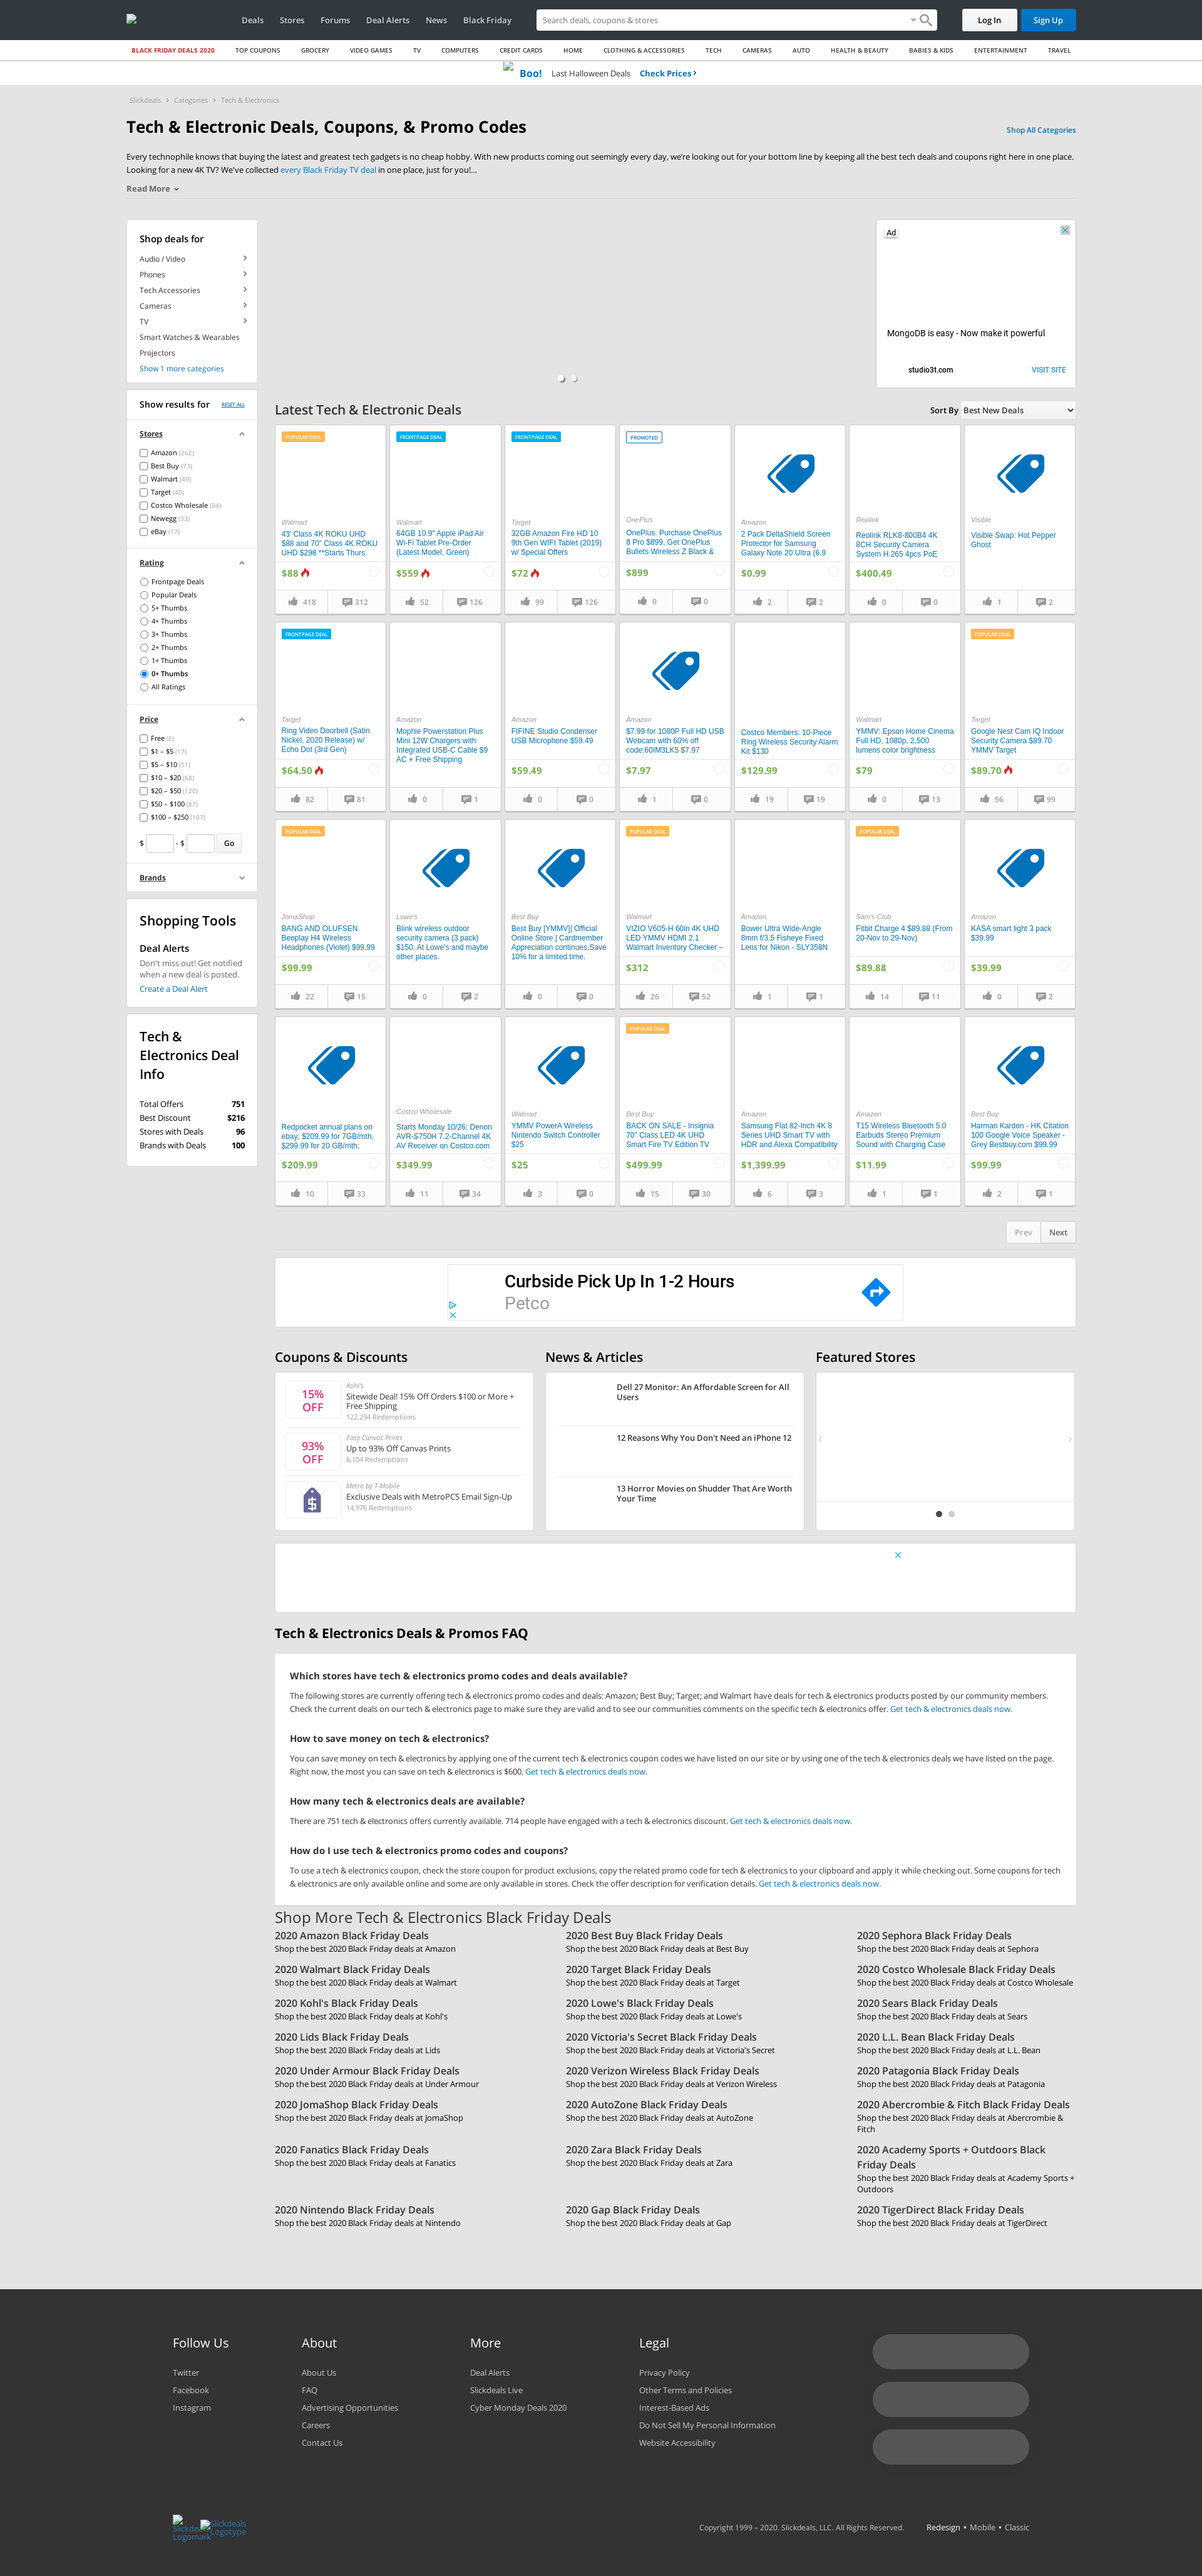 Deals Stores Forums Deal Alerts News Black Friday
Search deals, coupons & stores
Log In
Sign Up
BLACK FRIDAY DEALS 2020 TOP COUPONS GROCERY VIDEO GAMES TV COMPUTERS CREDIT CARDS HOME CLOTHING & ACCESSORIES TECH CAMERAS AUTO HEALTH & BEAUTY BABIES & KIDS ENTERTAINMENT TRAVEL
Boo! Last Halloween Deals Check Prices
Slickdeals Categories Tech & Electronics
Tech & Electronic Deals, Coupons, & Promo Codes
Shop All Categories
Every technophile knows that buying the latest and greatest tech gadgets is no cheap hobby. With new products coming out seemingly every day, we're looking out for your bottom line by keeping all the best tech deals and coupons right here in one place.
Looking for a new 4K TV? We've collected every Black Friday TV deal in one place, just for you!...
Read More
Shop deals for
Audio / Video
Phones
Tech Accessories
Cameras
TV
Smart Watches & Wearables
Projectors
Show 1 more categories
Ad
MongoDB is easy - Now make it powerful
studio3t.com
VISIT SITE
Show results for RESET ALL
Stores
Amazon (262)
Best Buy (73)
Walmart (49)
Target (40)
Costco Wholesale (34)
Newegg (33)
eBay (17)
Rating
Frontpage Deals
Popular Deals
5+ Thumbs
4+ Thumbs
3+ Thumbs
2+ Thumbs
1+ Thumbs
0+ Thumbs
All Ratings
Price
Free (6)
$1 – $5 (17)
$5 – $10 (51)
$10 – $20 (68)
$20 – $50 (120)
$50 – $100 (87)
$100 – $250 (107)
$ - $ Go
Brands
Shopping Tools
Deal Alerts
Don't miss out! Get notified
when a new deal is posted.
Create a Deal Alert
Tech &
Electronics Deal
Info
Total Offers 751
Best Discount $216
Stores with Deals 96
Brands with Deals 100
Latest Tech & Electronic Deals
Sort By Best New Deals
POPULAR DEAL
Walmart
43' Class 4K ROKU UHD
$88 and 70" Class 4K ROKU
UHD $298 **Starts Thurs.
$88
418 312
FRONTPAGE DEAL
Walmart
64GB 10.9" Apple iPad Air
Wi-Fi Tablet Pre-Order
(Latest Model, Green)
$559
52 126
FRONTPAGE DEAL
Target
32GB Amazon Fire HD 10
9th Gen WIFI Tablet (2019)
w/ Special Offers
$72
99 126
PROMOTED
OnePlus
OnePlus: Purchase OnePlus
8 Pro $899, Get OnePlus
Bullets Wireless Z Black &
$899
0 0
Amazon
2 Pack DeltaShield Screen
Protector for Samsung
Galaxy Note 20 Ultra (6.9
$0.99
2 2
Reolink
Reolink RLK8-800B4 4K
8CH Security Camera
System H.265 4pcs PoE
$400.49
0 0
Visible
Visible Swap: Hot Pepper
Ghost
1 2
FRONTPAGE DEAL
Target
Ring Video Doorbell (Satin
Nickel, 2020 Release) w/
Echo Dot (3rd Gen)
$64.50
82 81
Amazon
Mophie Powerstation Plus
Mini 12W Chargers with
Integrated USB-C Cable $9
AC + Free Shipping
0 1
Amazon
FIFINE Studio Condenser
USB Microphone $59.49
$59.49
0 0
Amazon
$7.99 for 1080P Full HD USB
Webcam with 60% off
code:60IM3LK5 $7.97
$7.97
1 0
Costco Members: 10-Piece
Ring Wireless Security Alarm
Kit $130
$129.99
19 19
Walmart
YMMV: Epson Home Cinema
Full HD, 1080p, 2,500
lumens color brightness
$79
0 13
POPULAR DEAL
Target
Google Nest Cam IQ Indoor
Security Camera $89.70
YMMV Target
$89.70
56 99
POPULAR DEAL
JomaShop
BANG AND OLUFSEN
Beoplay H4 Wireless
Headphones (Violet) $99.99
$99.99
22 15
Lowe's
Blink wireless outdoor
security camera (3 pack)
$150. At Lowe's and maybe
other places.
0 2
Best Buy
Best Buy [YMMV]| Official
Online Store | Cardmember
Appreciation continues,Save
10% for a limited time.
0 0
POPULAR DEAL
Walmart
VIZIO V605-H 60in 4K UHD
LED YMMV HDMI 2.1
Walmart Inventory Checker –
$312
26 52
Amazon
Bower Ultra Wide-Angle
8mm f/3.5 Fisheye Fixed
Lens for Nikon - SLY358N
1 1
POPULAR DEAL
Sam's Club
Fitbit Charge 4 $89.88 (From
20-Nov to 29-Nov)
$89.88
14 11
Amazon
KASA smart light 3 pack
$39.99
$39.99
0 2
Redpocket annual plans on
ebay; $209.99 for 7GB/mth,
$299.99 for 20 GB/mth;
$209.99
10 33
Costco Wholesale
Starts Monday 10/26: Denon
AVR-S750H 7.2-Channel 4K
AV Receiver on Costco.com
$349.99
11 34
Walmart
YMMV PowerA Wireless
Nintendo Switch Controller
$25
$25
3 0
POPULAR DEAL
Best Buy
BACK ON SALE - Insignia
70" Class LED 4K UHD
Smart Fire TV Edition TV
$499.99
15 30
Amazon
Samsung Flat 82-Inch 4K 8
Series UHD Smart TV with
HDR and Alexa Compatibility
$1,399.99
6 3
Amazon
T15 Wireless Bluetooth 5.0
Earbuds Stereo Premium
Sound with Charging Case
$11.99
1 1
Best Buy
Harman Kardon - HK Citation
100 Google Voice Speaker -
Grey Bestbuy.com $99.99
$99.99
2 1
Prev Next
Curbside Pick Up In 1-2 Hours
Petco
Coupons & Discounts
15%
OFF
Kohl's
Sitewide Deal! 15% Off Orders $100 or More +
Free Shipping
122,294 Redemptions
93%
OFF
Easy Canvas Prints
Up to 93% Off Canvas Prints
6,104 Redemptions
Metro by T-Mobile
Exclusive Deals with MetroPCS Email Sign-Up
14,976 Redemptions
News & Articles
Dell 27 Monitor: An Affordable Screen for All
Users
12 Reasons Why You Don't Need an iPhone 12
13 Horror Movies on Shudder That Are Worth
Your Time
Featured Stores
Tech & Electronics Deals & Promos FAQ
Which stores have tech & electronics promo codes and deals available?
The following stores are currently offering tech & electronics promo codes and deals: Amazon; Best Buy; Target; and Walmart have deals for tech & electronics products posted by our community members.
Check the current deals on our tech & electronics page to make sure they are valid and to see our communities comments on the specific tech & electronics offer. Get tech & electronics deals now.
How to save money on tech & electronics?
You can save money on tech & electronics by applying one of the current tech & electronics coupon codes we have listed on our site or by using one of the tech & electronics deals we have listed on the page.
Right now, the most you can save on tech & electronics is $600. Get tech & electronics deals now.
How many tech & electronics deals are available?
There are 751 tech & electronics offers currently available. 714 people have engaged with a tech & electronics discount. Get tech & electronics deals now.
How do I use tech & electronics promo codes and coupons?
To use a tech & electronics coupon, check the store coupon for product exclusions, copy the related promo code for tech & electronics to your clipboard and apply it while checking out. Some coupons for tech
& electronics are only available online and some are only available in stores. Check the offer description for verification details. Get tech & electronics deals now.
Shop More Tech & Electronics Black Friday Deals
2020 Amazon Black Friday Deals
Shop the best 2020 Black Friday deals at Amazon
2020 Best Buy Black Friday Deals
Shop the best 2020 Black Friday deals at Best Buy
2020 Sephora Black Friday Deals
Shop the best 2020 Black Friday deals at Sephora
2020 Walmart Black Friday Deals
Shop the best 2020 Black Friday deals at Walmart
2020 Target Black Friday Deals
Shop the best 2020 Black Friday deals at Target
2020 Costco Wholesale Black Friday Deals
Shop the best 2020 Black Friday deals at Costco Wholesale
2020 Kohl's Black Friday Deals
Shop the best 2020 Black Friday deals at Kohl's
2020 Lowe's Black Friday Deals
Shop the best 2020 Black Friday deals at Lowe's
2020 Sears Black Friday Deals
Shop the best 2020 Black Friday deals at Sears
2020 Lids Black Friday Deals
Shop the best 2020 Black Friday deals at Lids
2020 Victoria's Secret Black Friday Deals
Shop the best 2020 Black Friday deals at Victoria's Secret
2020 L.L. Bean Black Friday Deals
Shop the best 2020 Black Friday deals at L.L. Bean
2020 Under Armour Black Friday Deals
Shop the best 2020 Black Friday deals at Under Armour
2020 Verizon Wireless Black Friday Deals
Shop the best 2020 Black Friday deals at Verizon Wireless
2020 Patagonia Black Friday Deals
Shop the best 2020 Black Friday deals at Patagonia
2020 JomaShop Black Friday Deals
Shop the best 2020 Black Friday deals at JomaShop
2020 AutoZone Black Friday Deals
Shop the best 2020 Black Friday deals at AutoZone
2020 Abercrombie & Fitch Black Friday Deals
Shop the best 2020 Black Friday deals at Abercrombie &
Fitch
2020 Fanatics Black Friday Deals
Shop the best 2020 Black Friday deals at Fanatics
2020 Zara Black Friday Deals
Shop the best 2020 Black Friday deals at Zara
2020 Academy Sports + Outdoors Black
Friday Deals
Shop the best 2020 Black Friday deals at Academy Sports +
Outdoors
2020 Nintendo Black Friday Deals
Shop the best 2020 Black Friday deals at Nintendo
2020 Gap Black Friday Deals
Shop the best 2020 Black Friday deals at Gap
2020 TigerDirect Black Friday Deals
Shop the best 2020 Black Friday deals at TigerDirect
Follow Us
Twitter
Facebook
Instagram
About
About Us
FAQ
Advertising Opportunities
Careers
Contact Us
More
Deal Alerts
Slickdeals Live
Cyber Monday Deals 2020
Legal
Privacy Policy
Other Terms and Policies
Interest-Based Ads
Do Not Sell My Personal Information
Website Accessibility
Slickdeals
Logomark
Slickdeals
Logotype
Copyright 1999 – 2020. Slickdeals, LLC. All Rights Reserved.
Redesign • Mobile • Classic